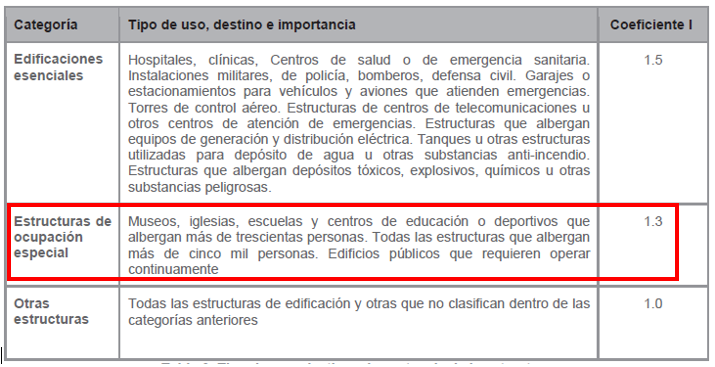 Categoría Tipo de uso, destino e importancia Coeficiente I
Edificaciones
esenciales
Hospitales, clínicas, Centros de salud o de emergencia sanitaria.
Instalaciones militares, de policía, bomberos, defensa civil. Garajes o
estacionamientos para vehículos y aviones que atienden emergencias.
Torres de control aéreo. Estructuras de centros de telecomunicaciones u
otros centros de atención de emergencias. Estructuras que albergan
equipos de generación y distribución eléctrica. Tanques u otras estructuras
utilizadas para depósito de agua u otras substancias anti-incendio.
Estructuras que albergan depósitos tóxicos, explosivos, químicos u otras
substancias peligrosas.
1.5
Estructuras de
ocupación
especial
Museos, iglesias, escuelas y centros de educación o deportivos que
albergan más de trescientas personas. Todas las estructuras que albergan
más de cinco mil personas. Edificios públicos que requieren operar
continuamente
1.3
Otras
estructuras
Todas las estructuras de edificación y otras que no clasifican dentro de las
categorías anteriores
1.0